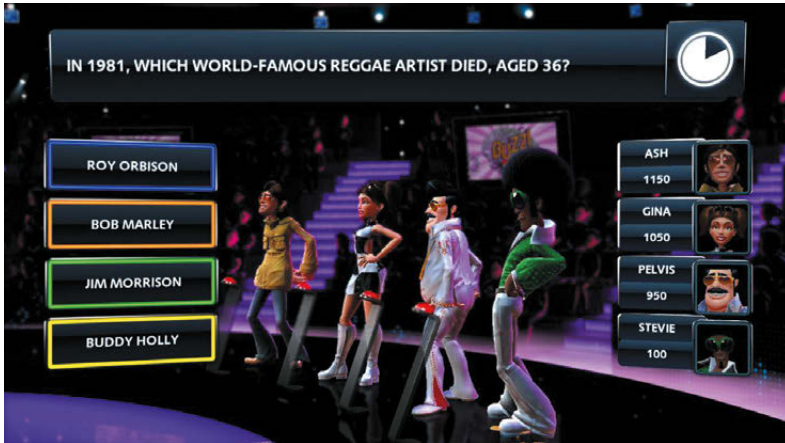 IN 1981, WHICH WORLD-FAMOUS REGGAE ARTIST DIED, AGED 36?
ROY ORBISON
BOB MARLEY
JIM MORRISON
BUDDY HOLLY
Buzz!
ASH
1150
GINA
1050
PELVIS
950
STEVIE
100